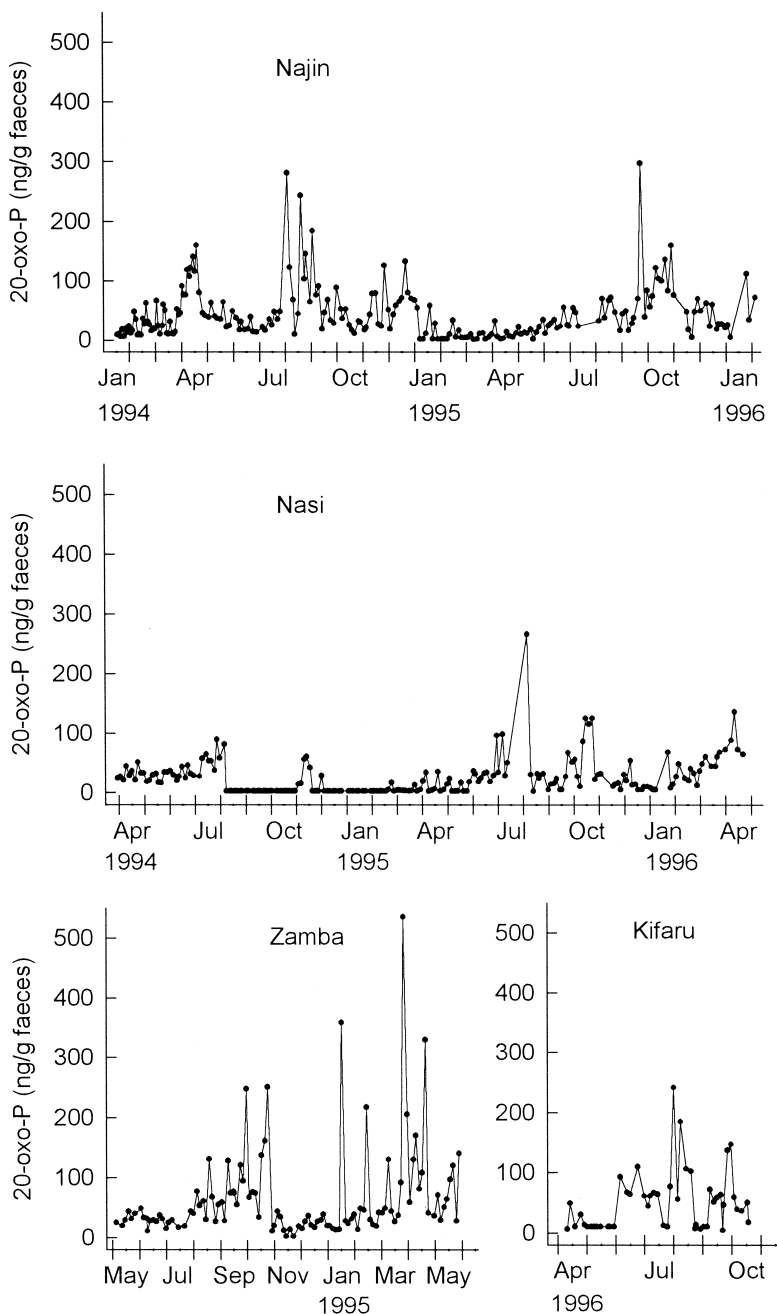 500
Najin
400
300
200
100
0
20-oxo-P (ng/g faeces)
Jan Apr Jul Oct Jan Apr Jul Oct Jan
1994 1995 1996
500
Nasi
400
300
200
100
0
20-oxo-P (ng/g faeces)
Apr Jul Oct Jan Apr Jul Oct Jan Apr
1994 1995 1996
500
Zamba
400
300
200
100
0
20-oxo-P (ng/g faeces)
May Jul Sep Nov Jan Mar May
1995
500
Kifaru
400
300
200
100
0
Apr Jul Oct
1996